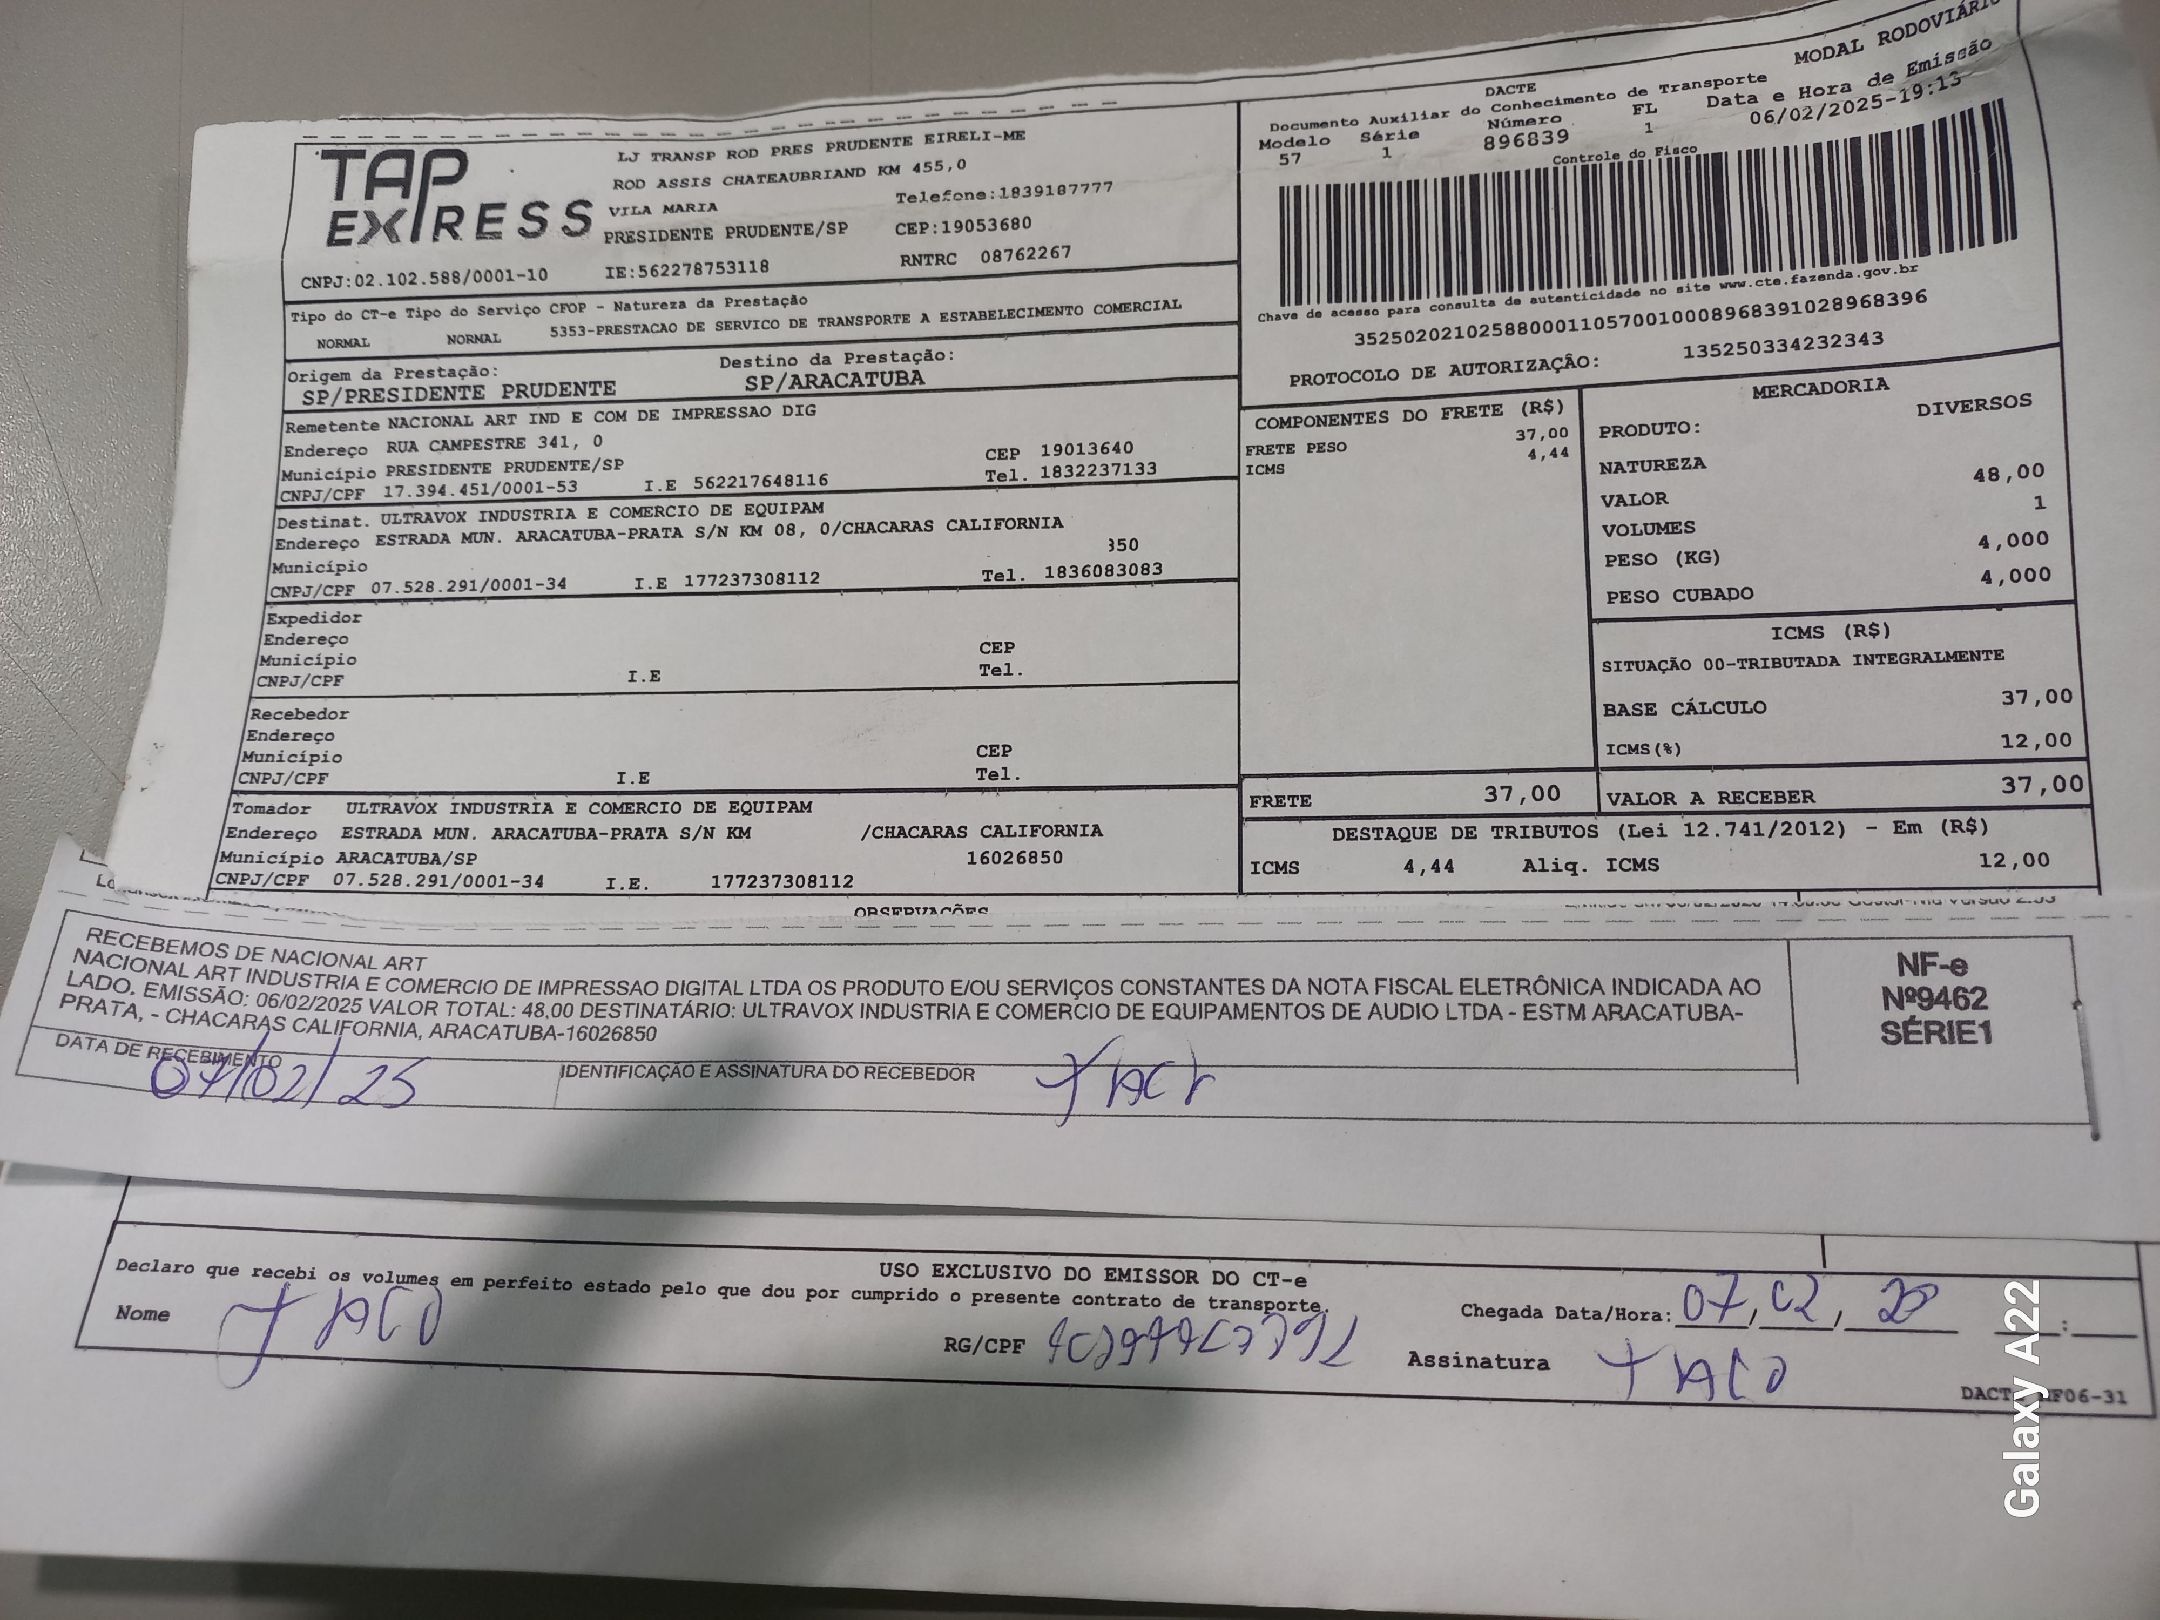 TAP EXPRESS
LJ TRANSP ROD PRES PRUDENTE EIRELI-ME
ROD ASSIS CHATEAUBRIAND KM 455,0
VILA MARIA Telefone:1839187777
PRESIDENTE PRUDENTE/SP CEP:19053680
CNPJ:02.102.588/0001-10 IE:562278753118 RNTRC 08762267
Tipo do CT-e Tipo do Serviço CFOP - Natureza da Prestação
NORMAL NORMAL 5353-PRESTACAO DE SERVICO DE TRANSPORTE A ESTABELECIMENTO COMERCIAL
Origem da Prestação: Destino da Prestação:
SP/PRESIDENTE PRUDENTE SP/ARACATUBA
Remetente NACIONAL ART IND E COM DE IMPRESSAO DIG
Endereço RUA CAMPESTRE 341, 0 CEP 19013640
Município PRESIDENTE PRUDENTE/SP Tel. 1832237133
CNPJ/CPF 17.394.451/0001-53 I.E 562217648116
Destinat. ULTRAVOX INDUSTRIA E COMERCIO DE EQUIPAM
Endereço ESTRADA MUN. ARACATUBA-PRATA S/N KM 08, 0/CHACARAS CALIFORNIA
Município 350
CNPJ/CPF 07.528.291/0001-34 I.E 177237308112 Tel. 1836083083
Expedidor
Endereço
Município CEP
CNPJ/CPF I.E Tel.
Recebedor
Endereço
Município CEP
CNPJ/CPF I.E Tel.
Tomador ULTRAVOX INDUSTRIA E COMERCIO DE EQUIPAM
Endereço ESTRADA MUN. ARACATUBA-PRATA S/N KM /CHACARAS CALIFORNIA
Município ARACATUBA/SP 16026850
CNPJ/CPF 07.528.291/0001-34 I.E. 177237308112
OBSERVAÇÕES
DACTE MODAL RODOVIÁRIO
Documento Auxiliar do Conhecimento de Transporte
Modelo Série Número FL Data e Hora de Emissão
57 1 896839 1 06/02/2025-19:13
Controle do Fisco
Chave de acesso para consulta de autenticidade no site www.cte.fazenda.gov.br
35250202102588000110570010008968391028968396
PROTOCOLO DE AUTORIZAÇÂO: 135250334232343
COMPONENTES DO FRETE (R$)
FRETE PESO 37,00
ICMS 4,44
MERCADORIA
PRODUTO: DIVERSOS
NATUREZA
VALOR 48,00
VOLUMES 1
PESO (KG) 4,000
PESO CUBADO 4,000
ICMS (R$)
SITUAÇÃO 00-TRIBUTADA INTEGRALMENTE
BASE CÁLCULO 37,00
ICMS(%) 12,00
FRETE 37,00 VALOR A RECEBER 37,00
DESTAQUE DE TRIBUTOS (Lei 12.741/2012) - Em (R$)
ICMS 4,44 Aliq. ICMS 12,00
RECEBEMOS DE NACIONAL ART
NACIONAL ART INDUSTRIA E COMERCIO DE IMPRESSAO DIGITAL LTDA OS PRODUTO E/OU SERVIÇOS CONSTANTES DA NOTA FISCAL ELETRÔNICA INDICADA AO
LADO. EMISSÃO: 06/02/2025 VALOR TOTAL: 48,00 DESTINATÁRIO: ULTRAVOX INDUSTRIA E COMERCIO DE EQUIPAMENTOS DE AUDIO LTDA - ESTM ARACATUBA-
PRATA, - CHACARAS CALIFORNIA, ARACATUBA-16026850
NF-e
Nº9462
SÉRIE1
DATA DE RECEBIMENTO IDENTIFICAÇÃO E ASSINATURA DO RECEBEDOR
07/02/25
USO EXCLUSIVO DO EMISSOR DO CT-e
Declaro que recebi os volumes em perfeito estado pelo que dou por cumprido o presente contrato de transporte.
Nome RG/CPF
Chegada Data/Hora: 07,02,
Assinatura
Galaxy A22